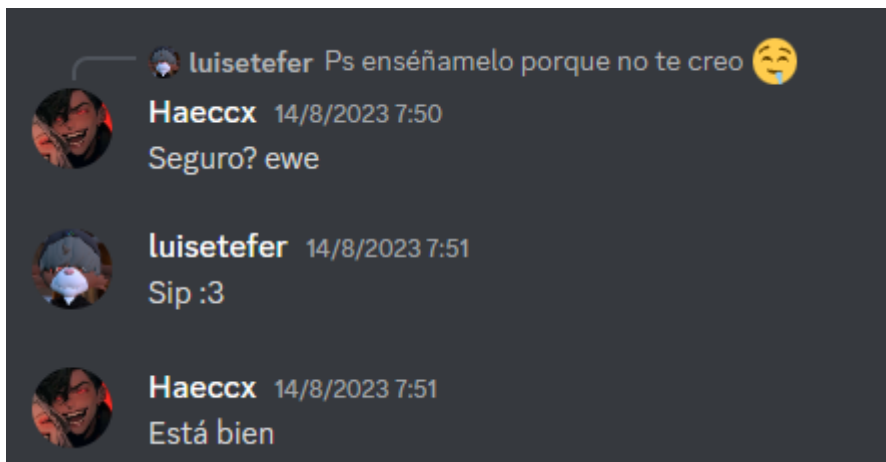 luisetefer Ps enséñamelo porque no te creo 🤤
Haeccx 14/8/2023 7:50
Seguro? ewe
luisetefer 14/8/2023 7:51
Sip :3
Haeccx 14/8/2023 7:51
Está bien